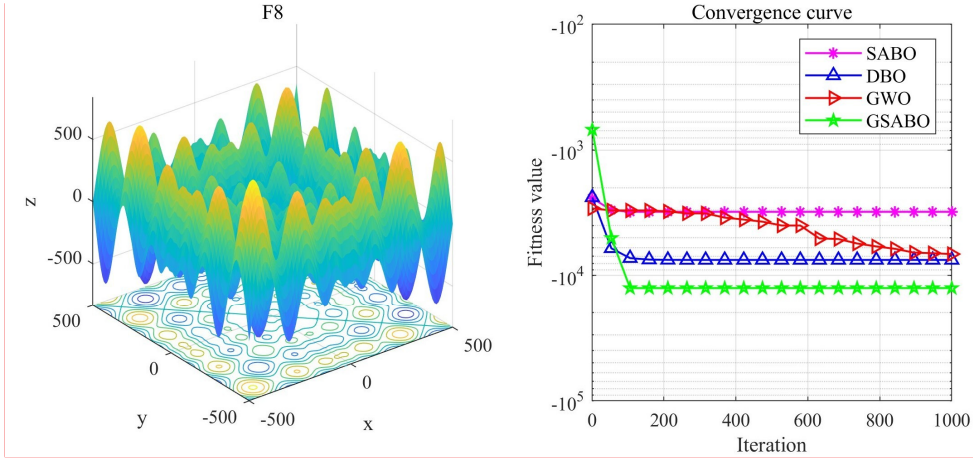 F8
z
500
0
-500
500
0
-500
y
-500
0
500
x
Convergence curve
Fitness value
-10^2
-10^3
-10^4
-10^5
SABO
DBO
GWO
GSABO
0 200 400 600 800 1000
Iteration